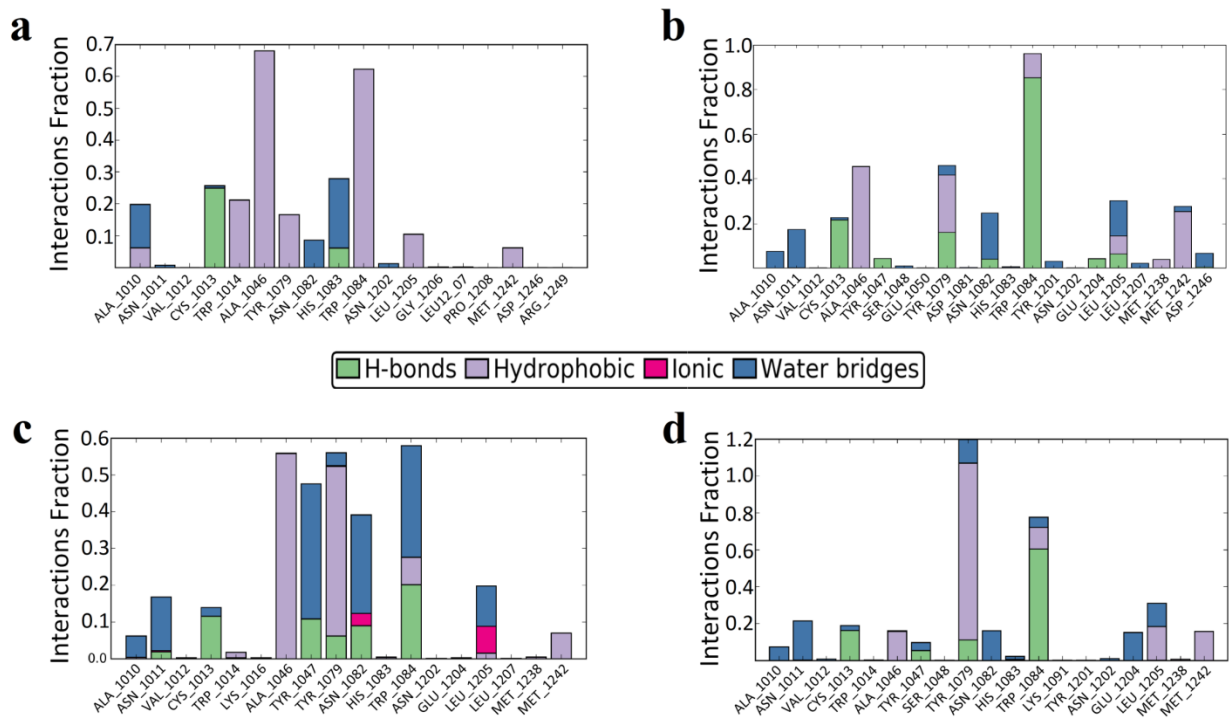 a
Interactions Fraction
0.7
0.6
0.5
0.4
0.3
0.2
0.1
ALA_1010
ASN_1011
VAL_1012
CYS_1013
TRP_1014
ALA_1046
TYR_1079
ASN_1082
HIS_1083
TRP_1084
ASN_1202
LEU_1205
GLY_1206
LEU12_07
PRO_1208
MET_1242
ASP_1246
ARG_1249
b
Interactions Fraction
1.0
0.8
0.6
0.4
0.2
ALA_1010
ASN_1011
VAL_1012
CYS_1013
ALA_1046
TYR_1047
SER_1048
GLU_1050
TYR_1079
ASP_1081
ASN_1082
HIS_1083
TRP_1084
TYR_1201
ASN_1202
GLU_1204
LEU_1205
LEU_1207
MET_1238
MET_1242
ASP_1246
H-bonds Hydrophobic Ionic Water bridges
c
Interactions Fraction
0.6
0.5
0.4
0.3
0.2
0.1
0.0
ALA_1010
ASN_1011
VAL_1012
CYS_1013
TRP_1014
LYS_1016
ALA_1046
TYR_1047
TYR_1079
ASN_1082
HIS_1083
TRP_1084
ASN_1202
GLU_1204
LEU_1205
LEU_1207
MET_1238
MET_1242
d
Interactions Fraction
1.2
1.0
0.8
0.6
0.4
0.2
ALA_1010
ASN_1011
VAL_1012
CYS_1013
TRP_1014
ALA_1046
TYR_1047
SER_1048
TYR_1079
ASN_1082
HIS_1083
TRP_1084
LYS_1091
TYR_1201
ASN_1202
GLU_1204
LEU_1205
MET_1238
MET_1242